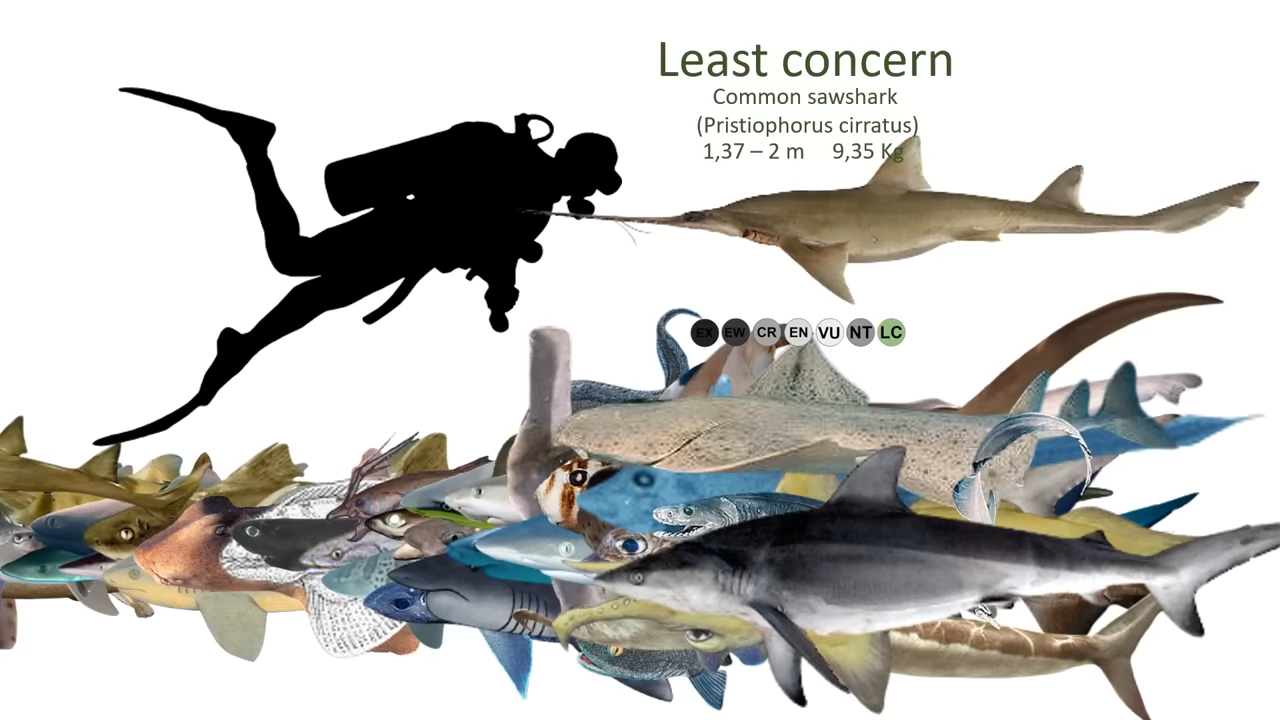 Least concern
Common sawshark
(Pristiophorus cirratus)
1,37 – 2 m 9,35 Kg
EX EW CR EN VU NT LC